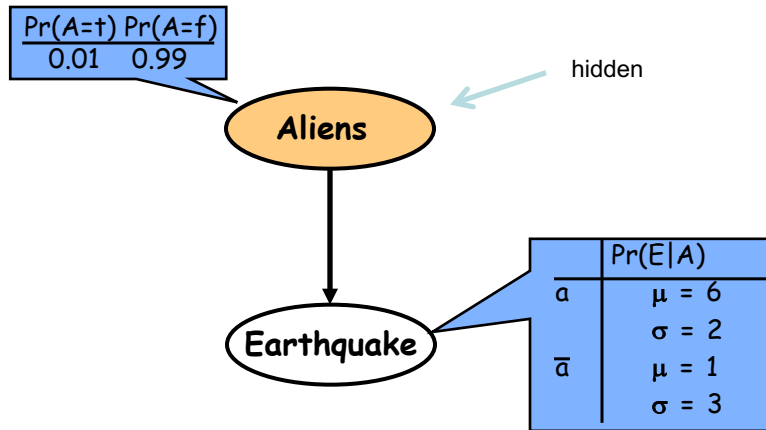 Pr(A=t) Pr(A=f)
0.01 0.99
hidden
Aliens
Pr(E|A)
a μ = 6
σ = 2
a̅ μ = 1
σ = 3
Earthquake